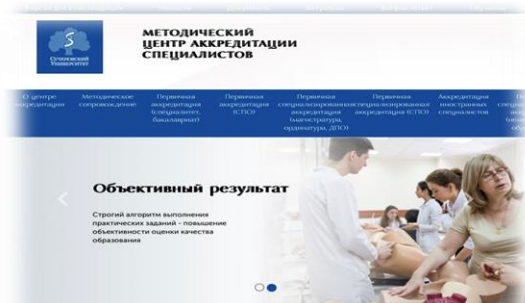 Сеченовский
Университет
МЕТОДИЧЕСКИЙ
ЦЕНТР АККРЕДИТАЦИИ
СПЕЦИАЛИСТОВ
О центре
аккредитации
Методическое
сопровождение
Первичная
аккредитация
(специалитет,
бакалавриат)
Первичная
аккредитация
(СПО)
Первичная
специализированная
аккредитация
(магистратура,
ординатура, ДПО)
Первичная
специализированная
аккредитация (СПО)
Аккредитация
иностранных
специалистов
Объективный результат
Строгий алгоритм выполнения
практических заданий - повышение
объективности оценки качества
образования